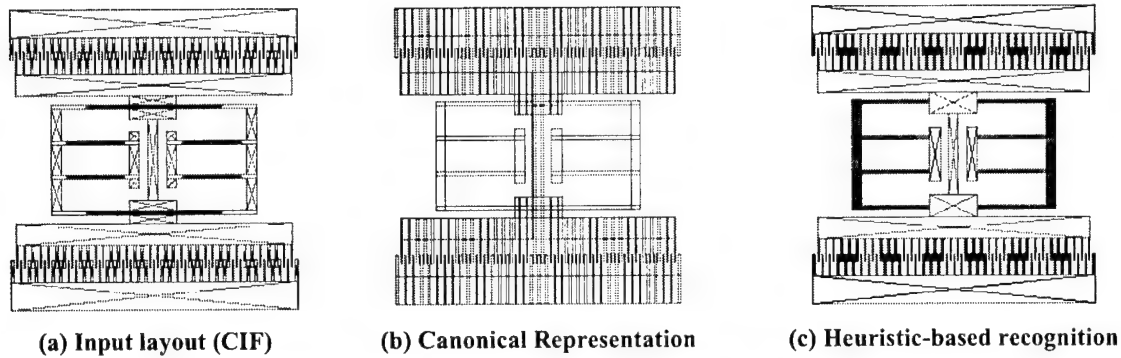 (a) Input layout (CIF)
(b) Canonical Representation
(c) Heuristic-based recognition